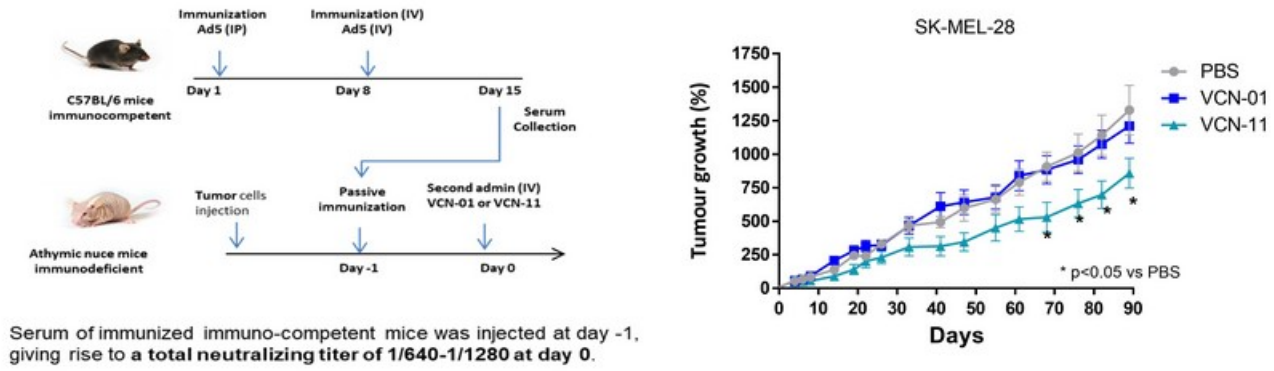 Immunization
Ad5 (IP)
Immunization (IV)
Ad5 (IV)
Day 1
Day 8
Day 15
C57BL/6 mice
immunocompetent
Serum
Collection
Tumor cells
injection
Passive
immunization
Second admin (IV)
VCN-01 or VCN-11
Athymic nuce mice
immunodeficient
Day -1
Day 0
Serum of immunized immuno-competent mice was injected at day -1,
giving rise to a total neutralizing titer of 1/640-1/1280 at day 0.
SK-MEL-28
Tumour growth (%)
1750
1500
1250
1000
750
500
250
0
0 10 20 30 40 50 60 70 80 90
Days
PBS
VCN-01
VCN-11
* * * *
* p<0.05 vs PBS